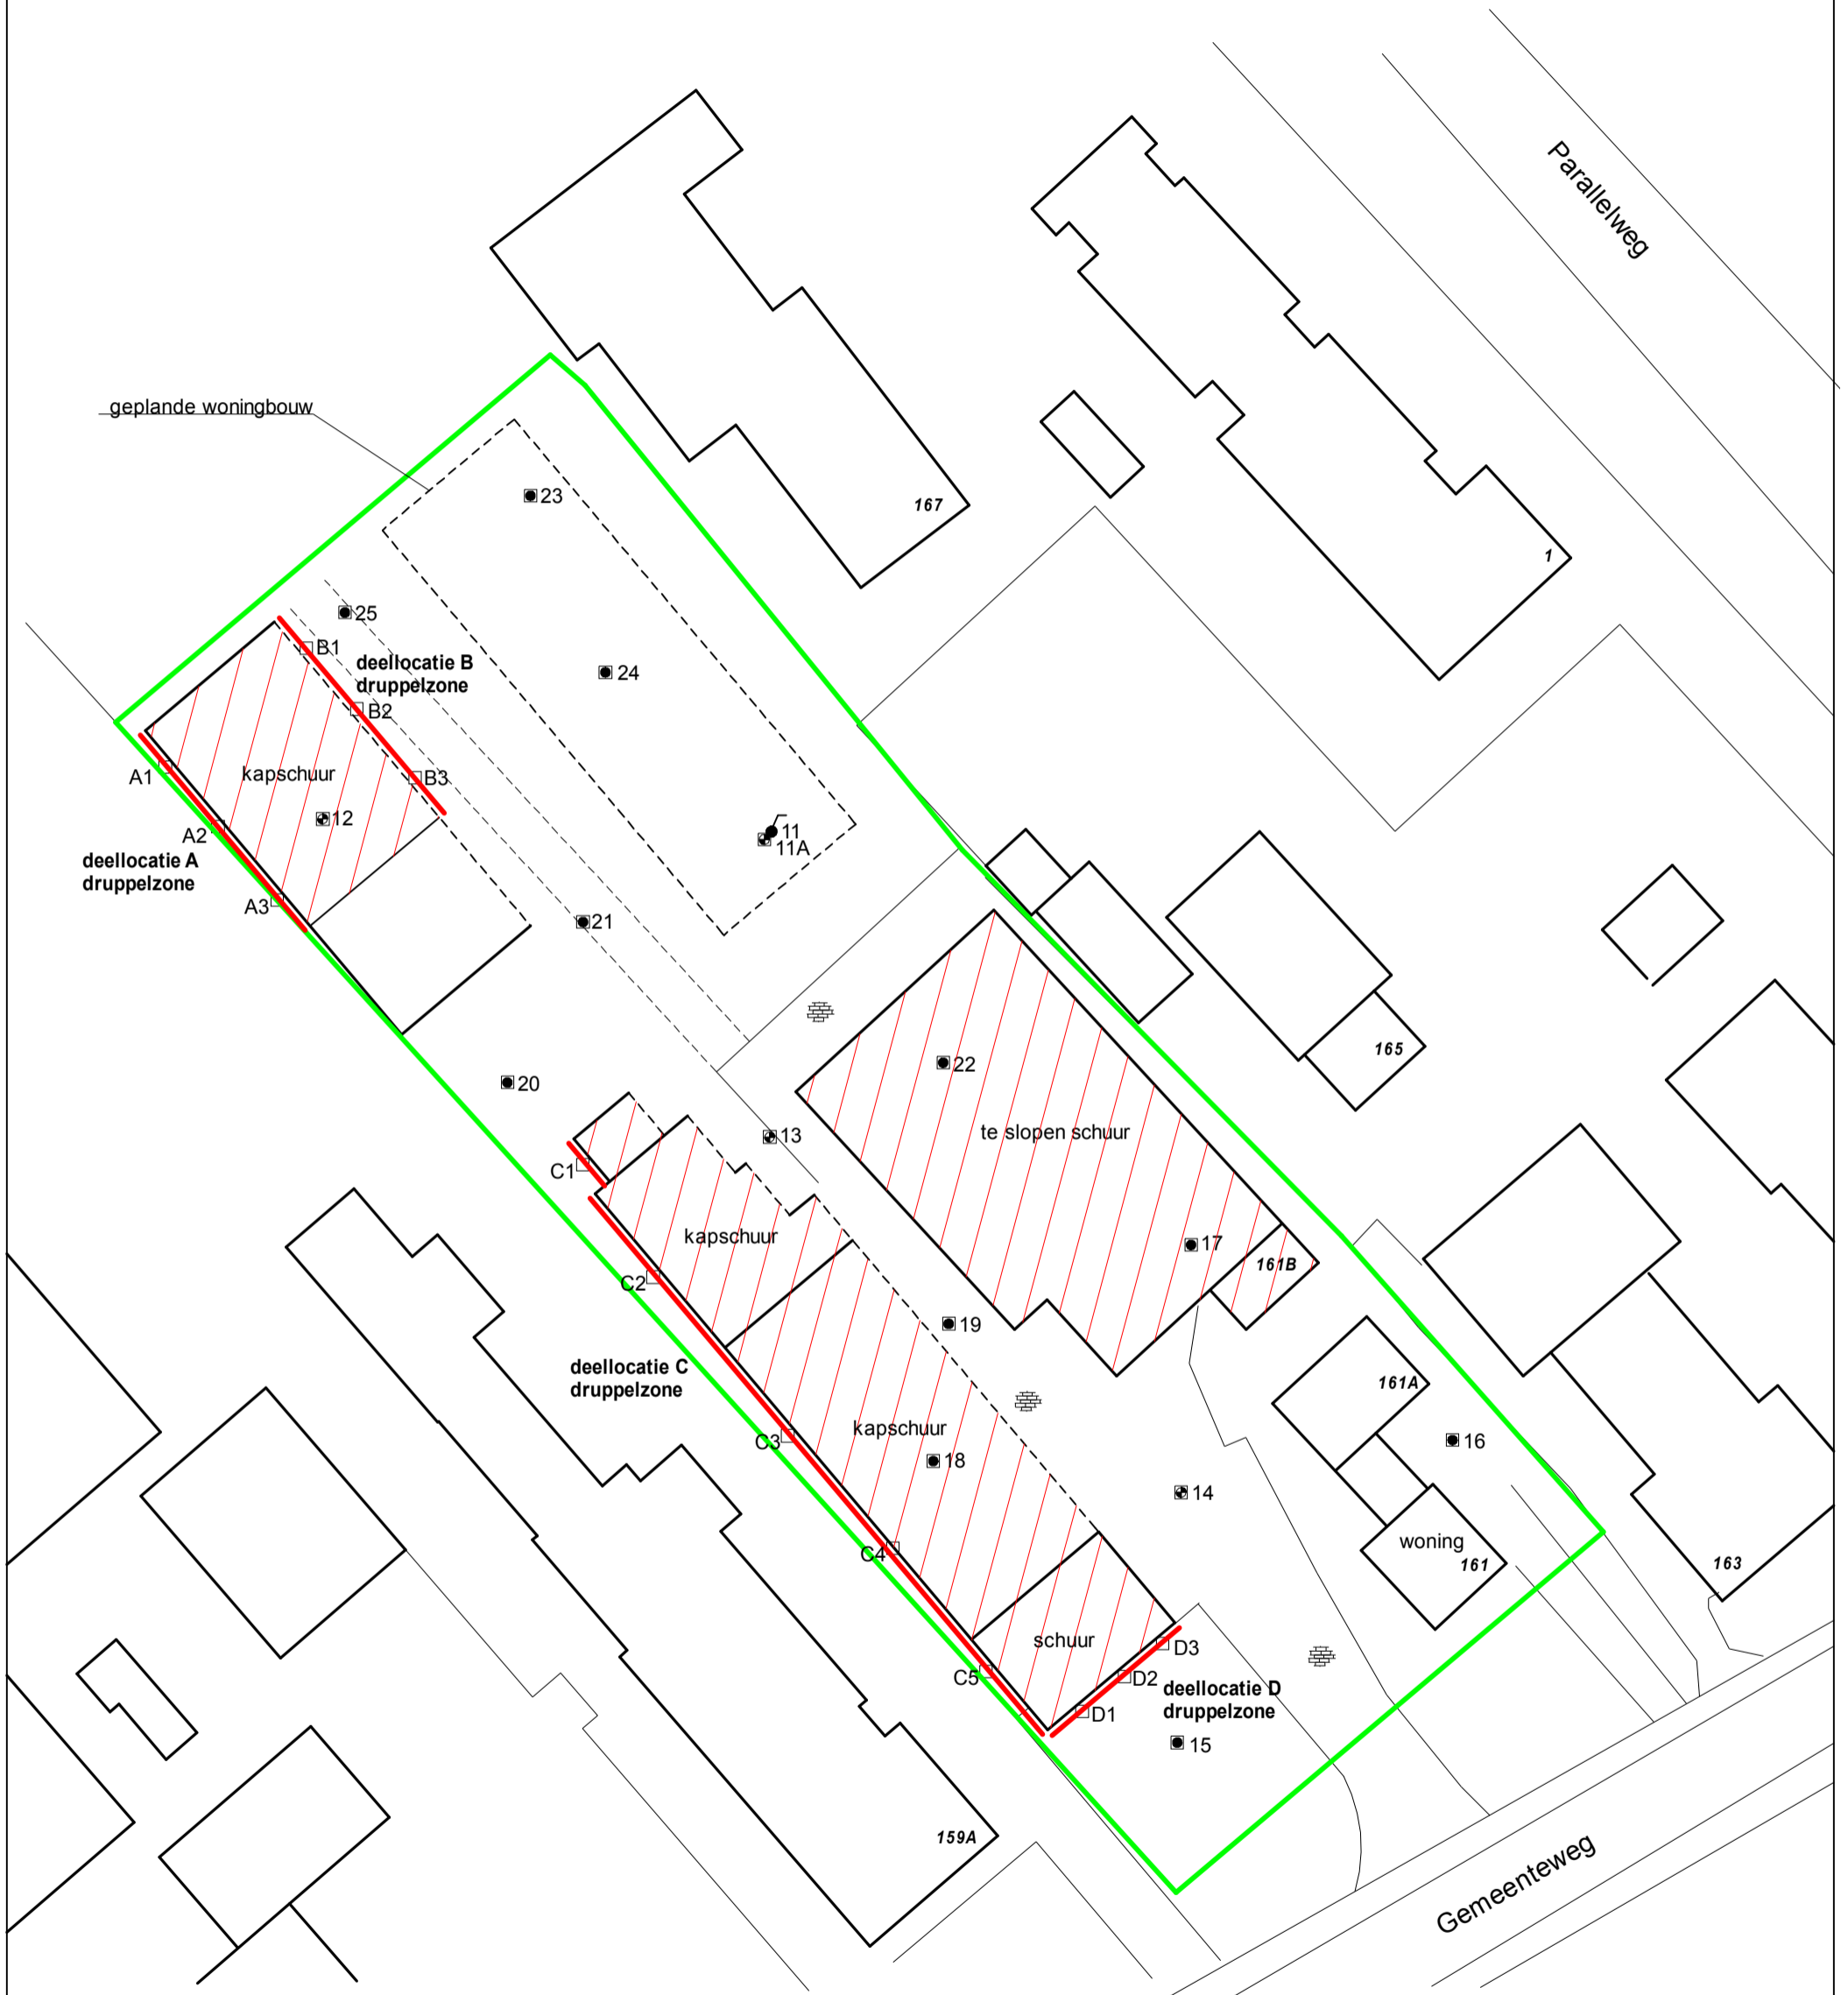 Parallelweg
geplande woningbouw
23
167
1
25
B1
deellocatie B
druppelzone
24
B2
A1
kapschuur
B3
12
A2
11
11A
deellocatie A
druppelzone
A3
21
165
22
20
te slopen schuur
13
C1
kapschuur
17
161B
C2
19
deellocatie C
druppelzone
161A
kapschuur
C3
16
18
14
woning
161
C4
163
schuur
D3
C5
D2
deellocatie D
druppelzone
D1
15
159A
Gemeenteweg